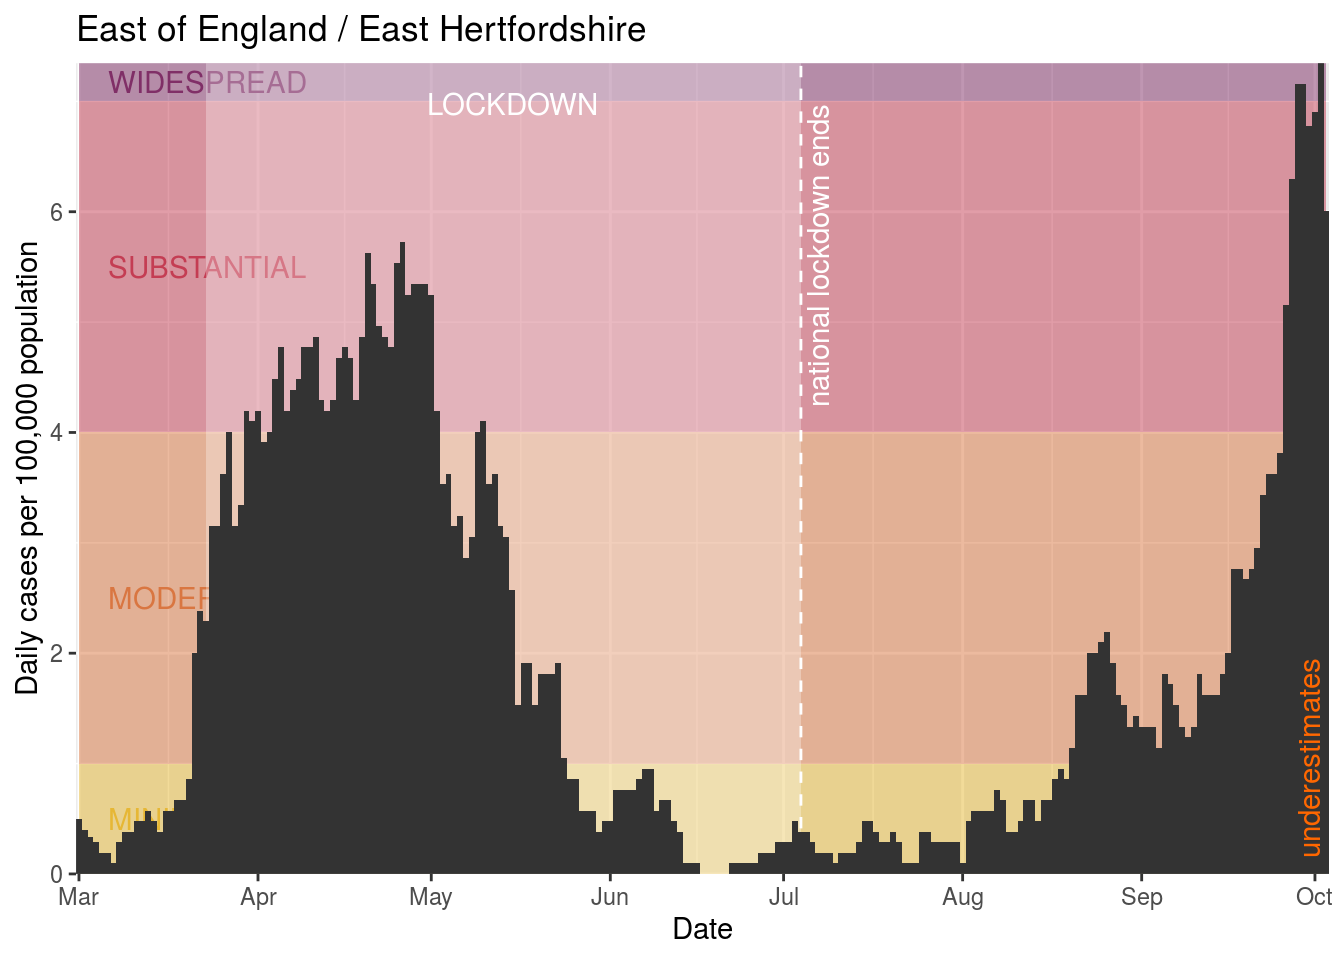 East of England / East Hertfordshire
WIDESPREAD
LOCKDOWN
national lockdown ends
6
SUBSTANTIAL
Daily cases per 100,000 population
4
2
underestimates
0
Mar Apr May Jun Jul Aug Sep Oct
Date